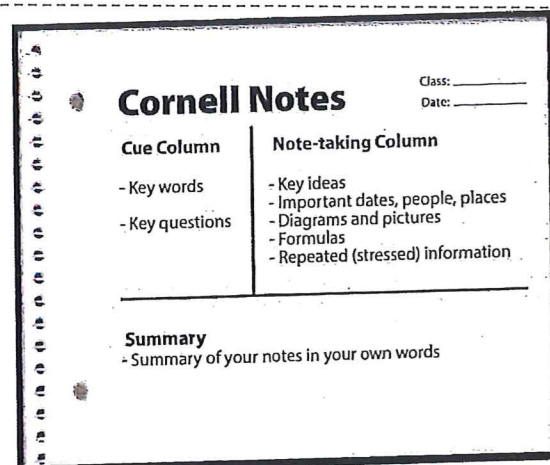 Cornell Notes
Class:
Date:
Cue Column
- Key words
- Key questions
Note-taking Column
- Key ideas
- Important dates, people, places
- Diagrams and pictures
- Formulas
- Repeated (stressed) information
Summary
- Summary of your notes in your own words